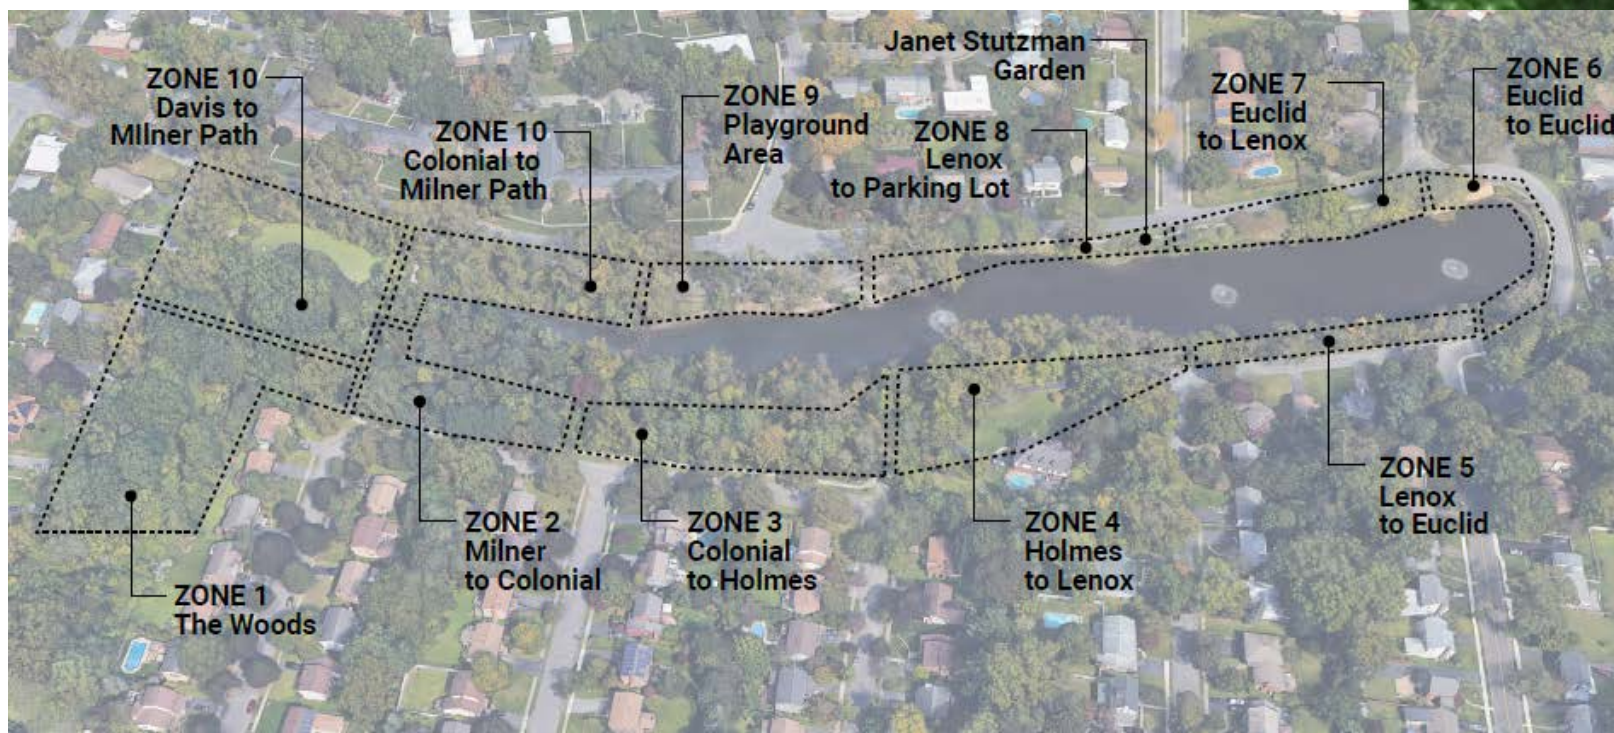 Janet Stutzman
Garden
ZONE 10
Davis to
MIlner Path
ZONE 10
Colonial to
Milner Path
ZONE 9
Playground
Area
ZONE 8
Lenox
to Parking Lot
ZONE 7
Euclid
to Lenox
ZONE 6
Euclid
to Euclid
ZONE 1
The Woods
ZONE 2
Milner
to Colonial
ZONE 3
Colonial
to Holmes
ZONE 4
Holmes
to Lenox
ZONE 5
Lenox
to Euclid